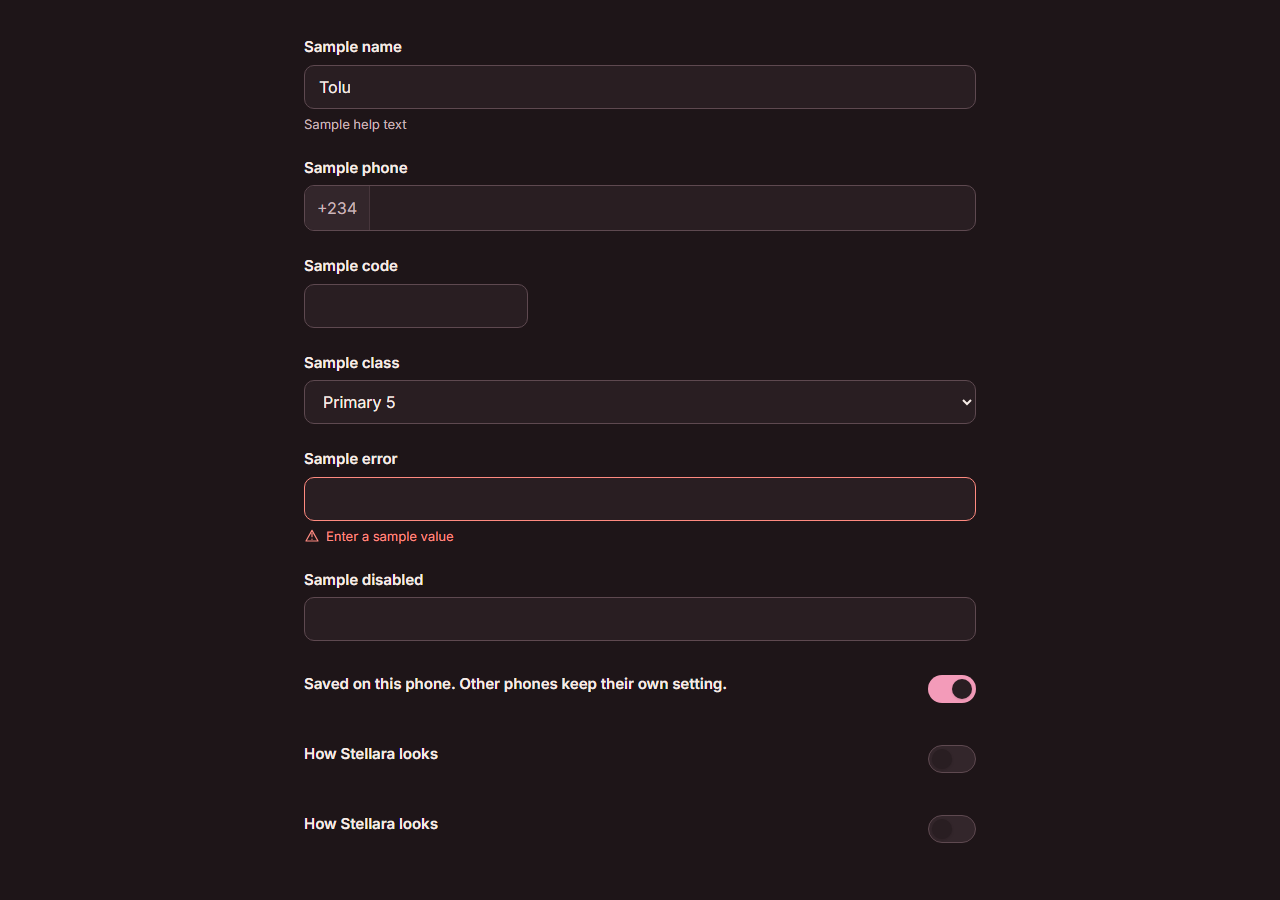 Sample name
Tolu
Sample help text
Sample phone
+234
Sample code
Sample class
Primary 5
Sample error
Enter a sample value
Sample disabled
Saved on this phone. Other phones keep their own setting.
How Stellara looks
How Stellara looks